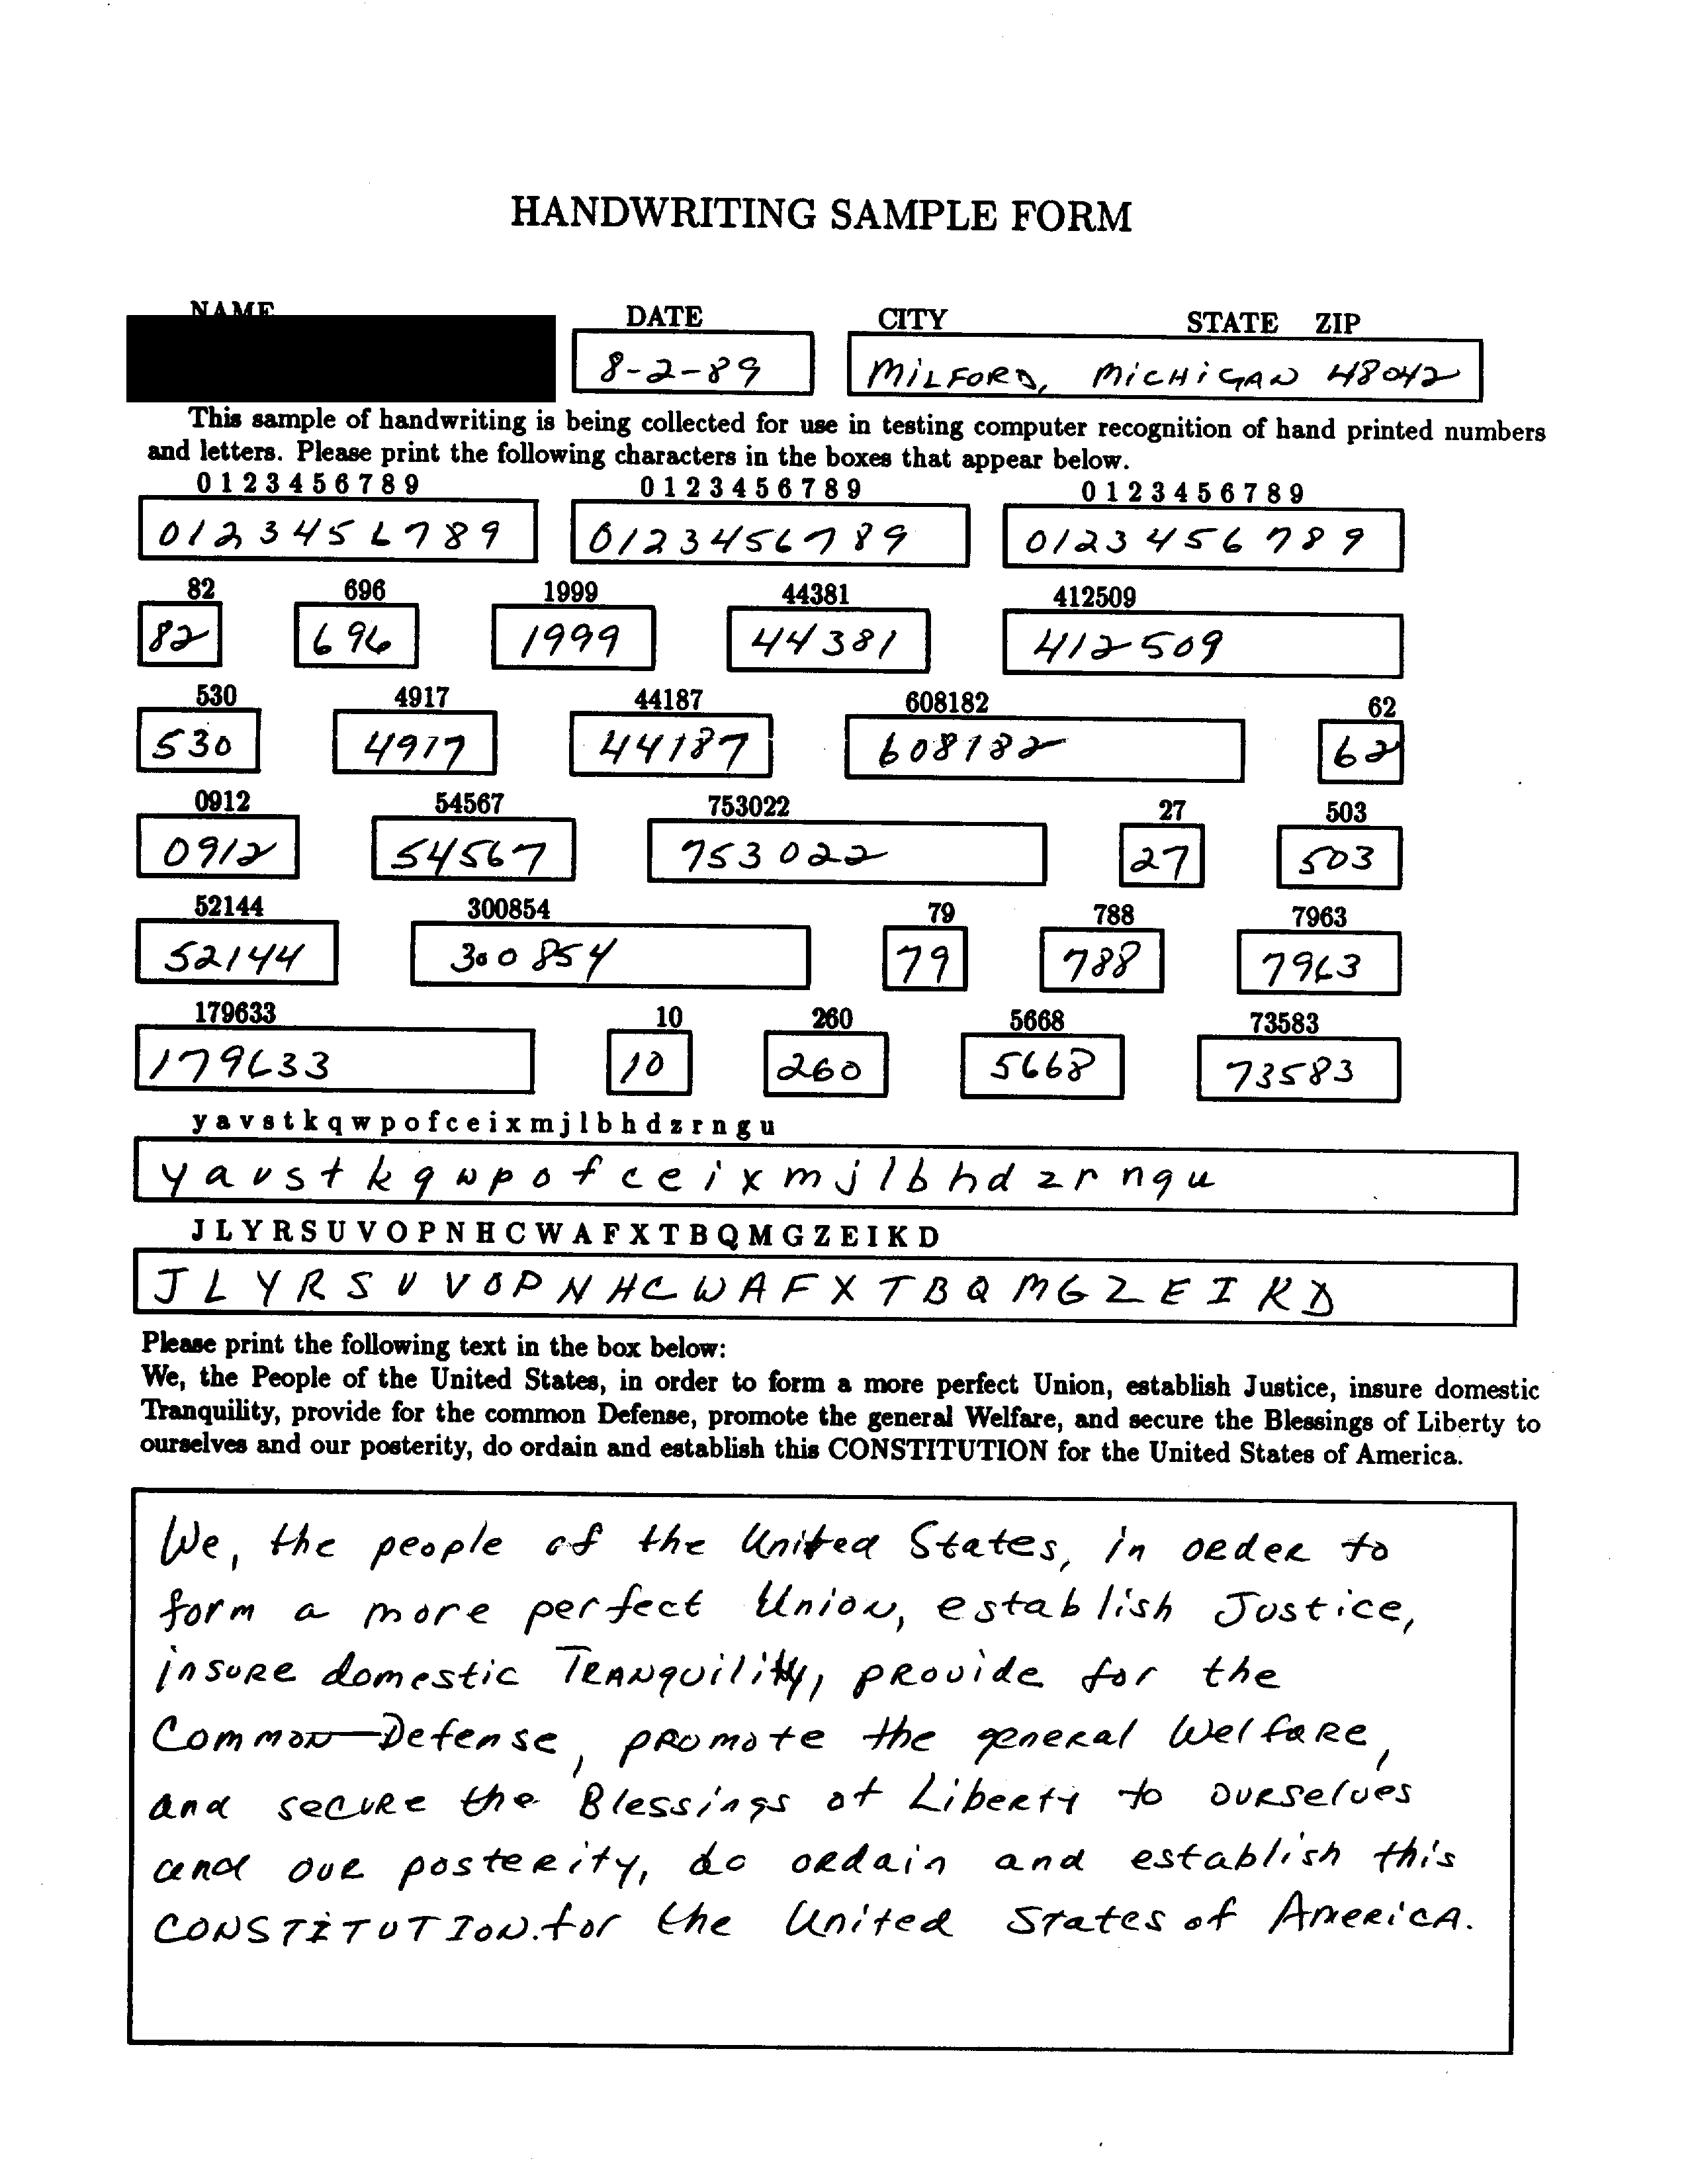 HANDWRITING SAMPLE FORM
NAME DATE CITY STATE ZIP
8-2-89 MiLFORD, MiCHiGAN 48042
This sample of handwriting is being collected for use in testing computer recognition of hand printed numbers
and letters. Please print the following characters in the boxes that appear below.
0 1 2 3 4 5 6 7 8 9 0 1 2 3 4 5 6 7 8 9 0 1 2 3 4 5 6 7 8 9
0123456789 0123456789 0123456789
82 696 1999 44381 412509
82 696 1999 44381 412509
530 4917 44187 608182 62
530 4917 44187 608182 62
0912 54567 753022 27 503
0912 54567 753022 27 503
52144 300854 79 788 7963
52144 300854 79 788 7963
179633 10 260 5668 73583
179633 10 260 5668 73583
y a v s t k q w p o f c e i x m j l b h d z r n g u
y a v s t k q w p o f c e i x m j l b h d z r n g u
J L Y R S U V O P N H C W A F X T B Q M G Z E I K D
J L Y R S U V O P N H C W A F X T B Q M G Z E I K D
Please print the following text in the box below:
We, the People of the United States, in order to form a more perfect Union, establish Justice, insure domestic
Tranquility, provide for the common Defense, promote the general Welfare, and secure the Blessings of Liberty to
ourselves and our posterity, do ordain and establish this CONSTITUTION for the United States of America.
We, the people of the United States, in oRdeR to
form a more perfect Union, establish Justice,
insuRe domestic TRANquility, pRovide for the
Common Defense, pRomote the geneRal WelfaRe,
and secuRe the Blessings of LibeRty to ouRselves
and ouR posteRity, do oRdain and establish this
CONSTITUTION. for the United States of AmeRiCA.